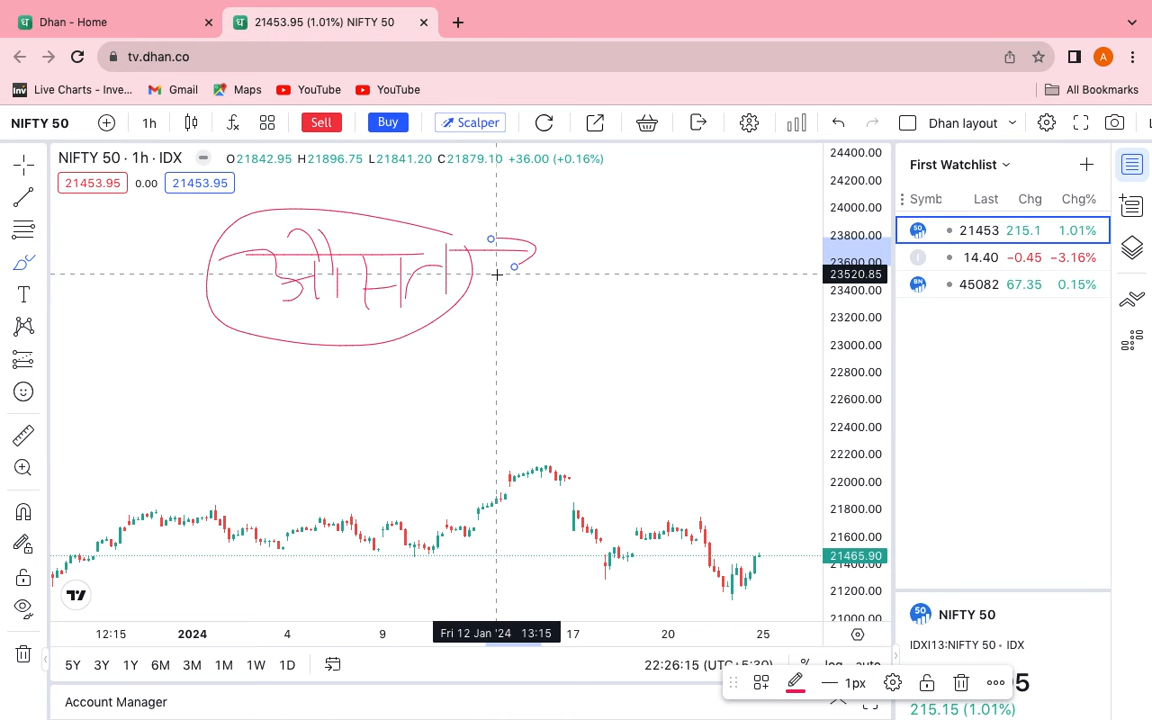 Dhan - Home
21453.95 (1.01%) NIFTY 50
tv.dhan.co
A
Live Charts - Inve...
Gmail
Maps
YouTube
YouTube
All Bookmarks
NIFTY 50
1h
Sell
Buy
Scalper
Dhan layout
NIFTY 50 · 1h · IDX O21842.95 H21896.75 L21841.20 C21879.10 +36.00 (+0.16%)
21453.95 0.00 21453.95
24400.00
24200.00
24000.00
23800.00
23600.00
23520.85
23400.00
23200.00
23000.00
22800.00
22600.00
22400.00
22200.00
22000.00
21800.00
21600.00
21465.90
21400.00
21200.00
21000.00
12:15 2024 4 9 Fri 12 Jan '24 13:15 17 20 25
5Y 3Y 1Y 6M 3M 1M 1W 1D
22:26:15 (UTC+5:30) % log auto
1px
Account Manager
First Watchlist
Symb Last Chg Chg%
50 21453 215.1 1.01%
I 14.40 −0.45 −3.16%
BN 45082 67.35 0.15%
50 NIFTY 50
IDXI13:NIFTY 50 - IDX
215.15 (1.01%)